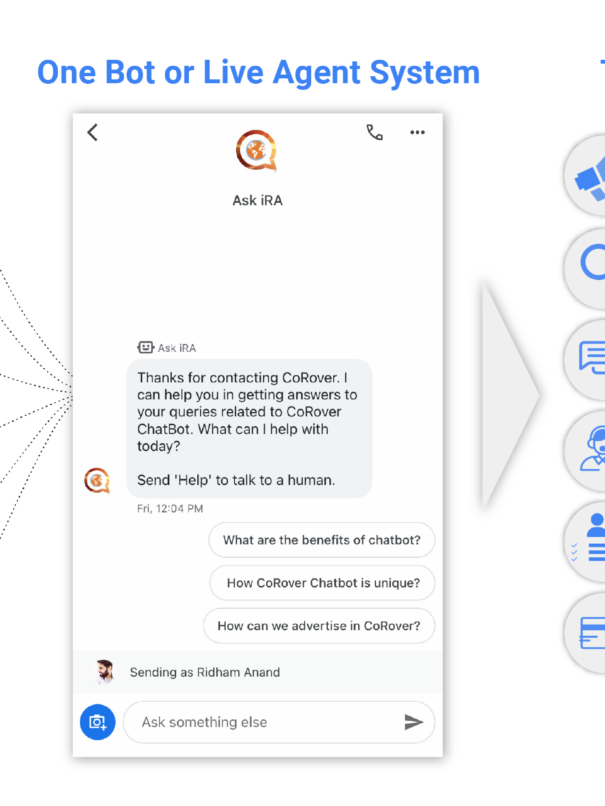 One Bot or Live Agent System
Ask iRA
Ask iRA
Thanks for contacting CoRover. I
can help you in getting answers to
your queries related to CoRover
ChatBot. What can I help with
today?
Send 'Help' to talk to a human.
Fri, 12:04 PM
What are the benefits of chatbot?
How CoRover Chatbot is unique?
How can we advertise in CoRover?
Sending as Ridham Anand
Ask something else